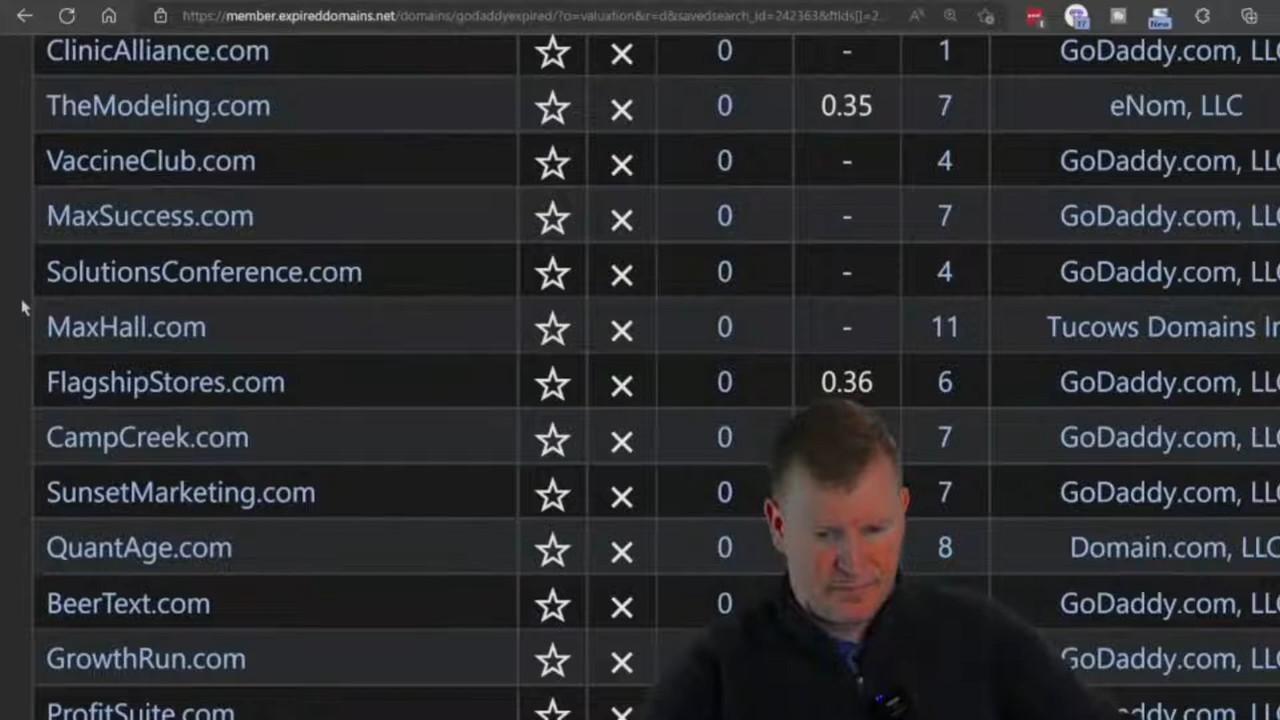 https://member.expireddomains.net/domains/godaddyexpired/?o=valuation&r=d&savedsearch_id=242363&ftlds[]=2...
ClinicAlliance.com 0 - 1 GoDaddy.com, LLC
TheModeling.com 0 0.35 7 eNom, LLC
VaccineClub.com 0 - 4 GoDaddy.com, LLC
MaxSuccess.com 0 - 7 GoDaddy.com, LLC
SolutionsConference.com 0 - 4 GoDaddy.com, LLC
MaxHall.com 0 - 11 Tucows Domains In
FlagshipStores.com 0 0.36 6 GoDaddy.com, LLC
CampCreek.com 0 7 GoDaddy.com, LLC
SunsetMarketing.com 0 7 GoDaddy.com, LLC
QuantAge.com 0 8 Domain.com, LLC
BeerText.com 0 GoDaddy.com, LLC
GrowthRun.com GoDaddy.com, LLC
ProfitSuite.com